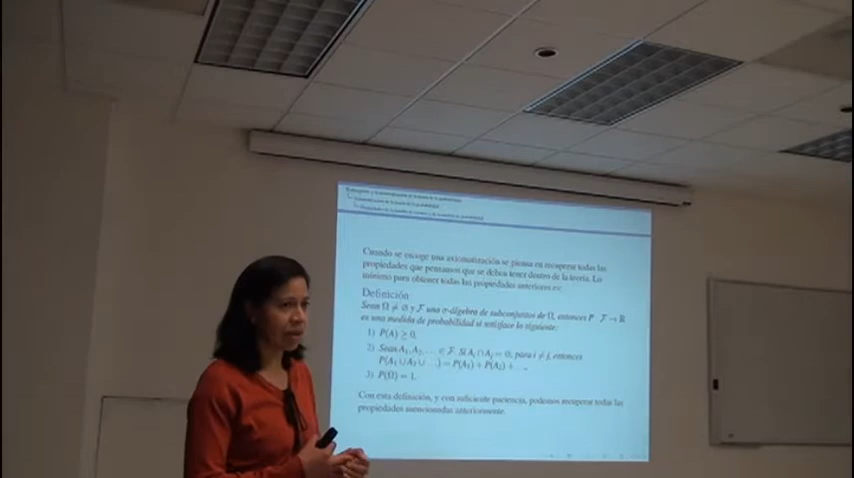 Cuando se escoge una axiomatización se piensa en recuperar todas las
propiedades que pensamos que se deben tener dentro de la teoría. Lo
mínimo para obtener todas las propiedades anteriores es:
Definición
Sean Ω ≠ ∅ y F una σ-álgebra de subconjuntos de Ω, entonces P : F → R
es una medida de probabilidad si satisface lo siguiente:
1) P(A) ≥ 0.
2) Sean A₁, A₂, … ∈ F. Si Aᵢ ∩ Aⱼ = ∅, para i ≠ j, entonces
P(A₁ ∪ A₂ ∪ …) = P(A₁) + P(A₂) + …
3) P(Ω) = 1.
Con esta definición, y con suficiente paciencia, podemos recuperar todas las
propiedades mencionadas anteriormente.